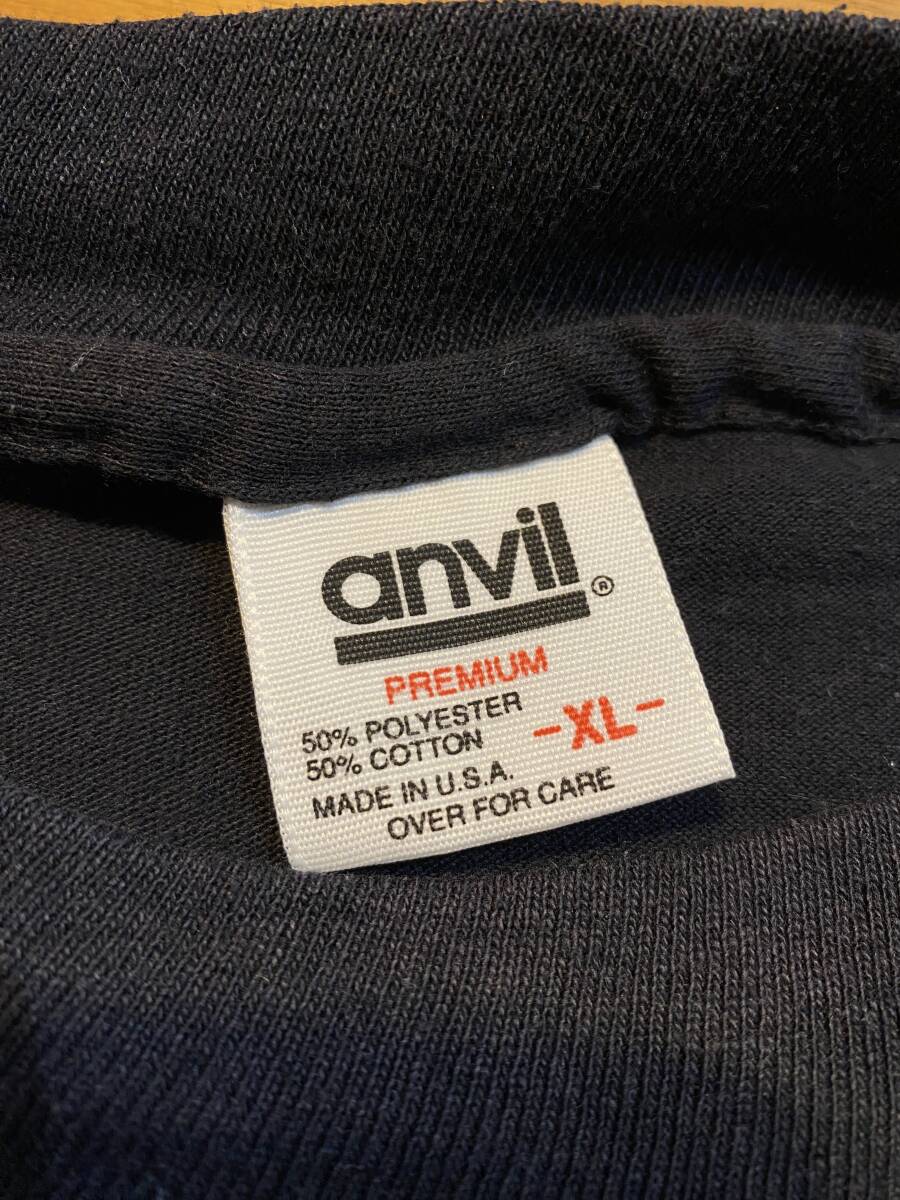 anvil®
PREMIUM
50% POLYESTER
50% COTTON
-XL-
MADE IN U.S.A.
OVER FOR CARE